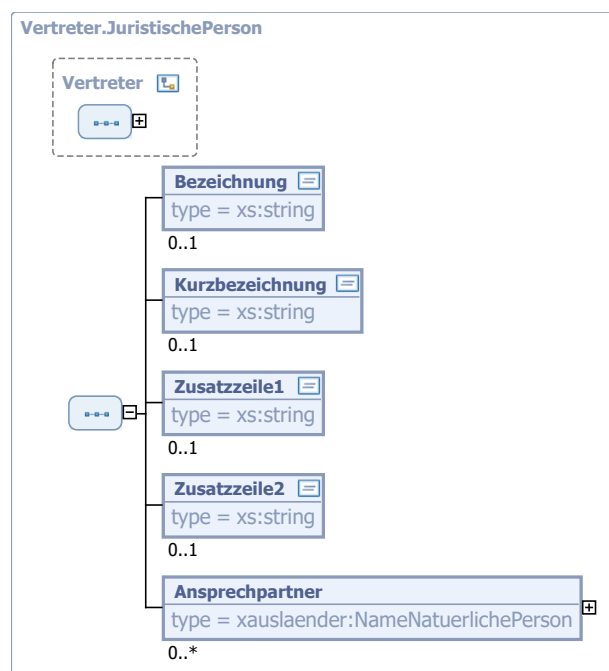 Vertreter.JuristischePerson
Vertreter
Bezeichnung
type = xs:string
0..1
Kurzbezeichnung
type = xs:string
0..1
Zusatzzeile1
type = xs:string
0..1
Zusatzzeile2
type = xs:string
0..1
Ansprechpartner
type = xauslaender:NameNatuerlichePerson
0..*